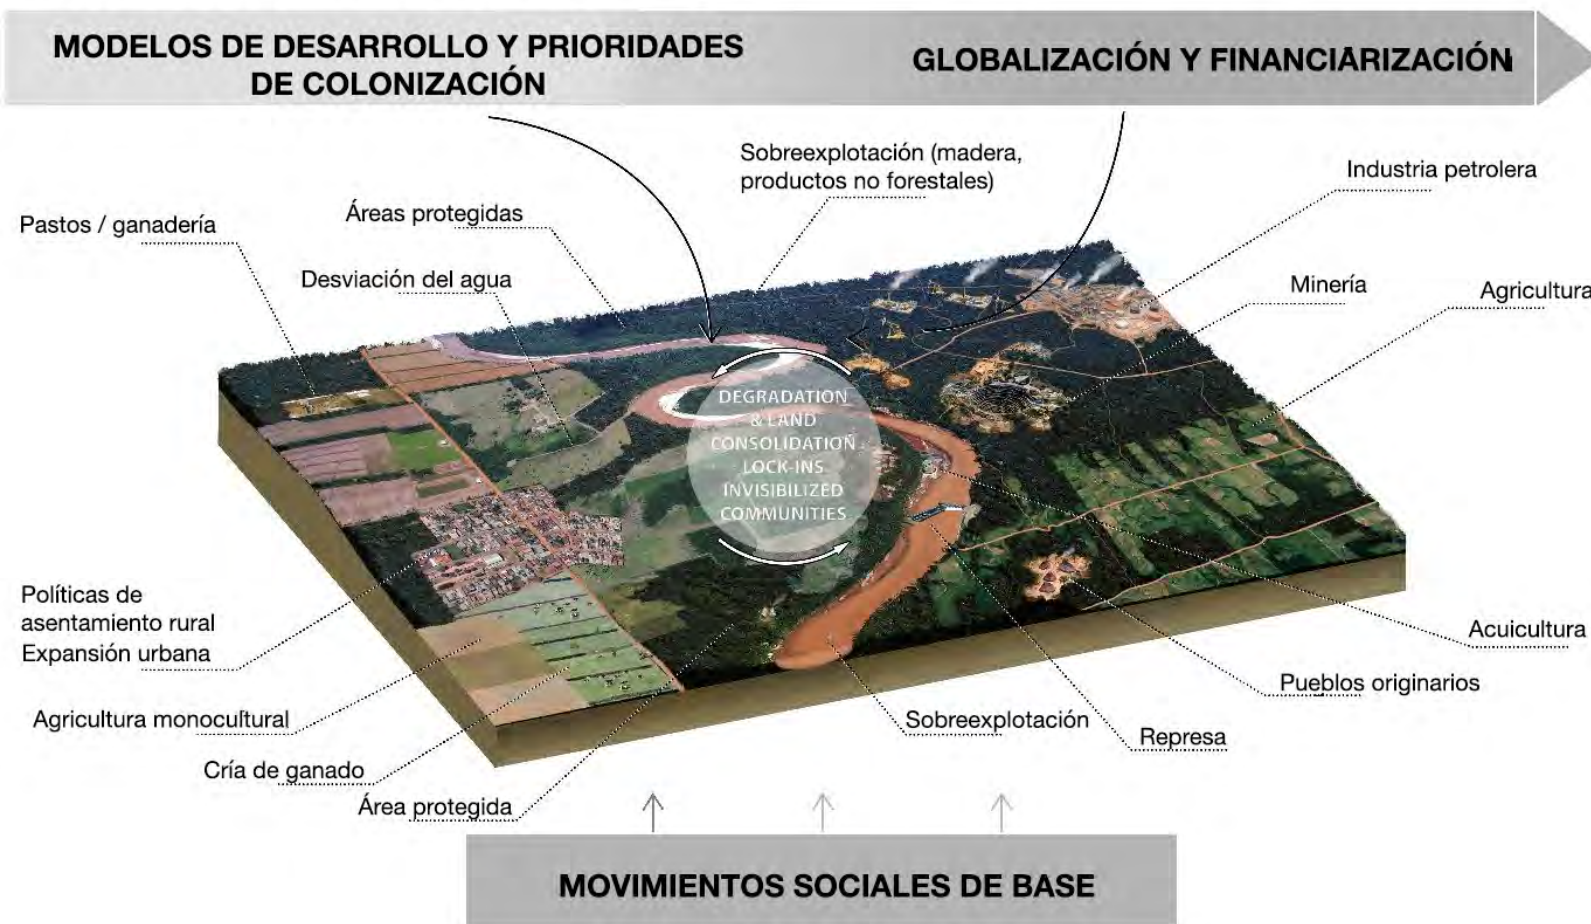 MODELOS DE DESARROLLO Y PRIORIDADES
DE COLONIZACIÓN
GLOBALIZACIÓN Y FINANCIARIZACIÓN
Sobreexplotación (madera,
productos no forestales)
Industria petrolera
Pastos / ganadería
Áreas protegidas
Desviación del agua
Minería
Agricultura
DEGRADATION
& LAND
CONSOLIDATION
LOCK-INS
INVISIBILIZED
COMMUNITIES
Políticas de
asentamiento rural
Expansión urbana
Acuicultura
Pueblos originarios
Agricultura monocultural
Sobreexplotación
Represa
Cría de ganado
Área protegida
MOVIMIENTOS SOCIALES DE BASE